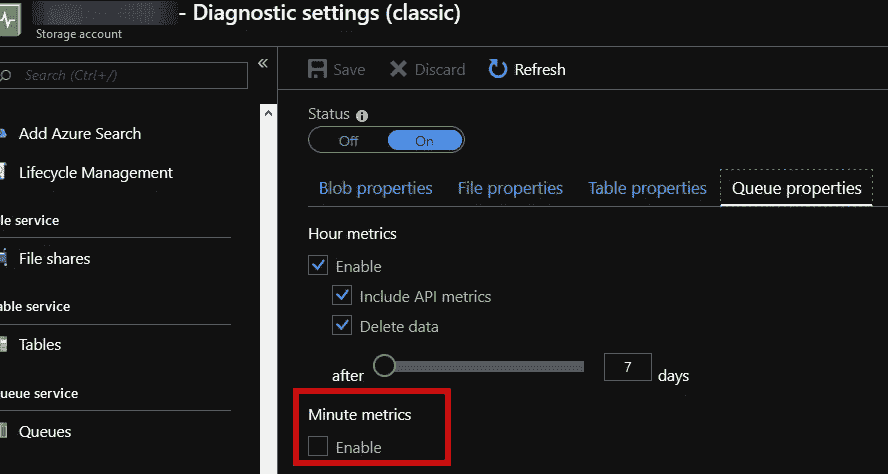 - Diagnostic settings (classic)
Storage account
Search (Ctrl+/)
«
Add Azure Search
Lifecycle Management
le service
File shares
able service
Tables
ueue service
Queues
Save Discard Refresh
Status
Off On
Blob properties File properties Table properties Queue properties
Hour metrics
Enable
Include API metrics
Delete data
after 7 days
Minute metrics
Enable